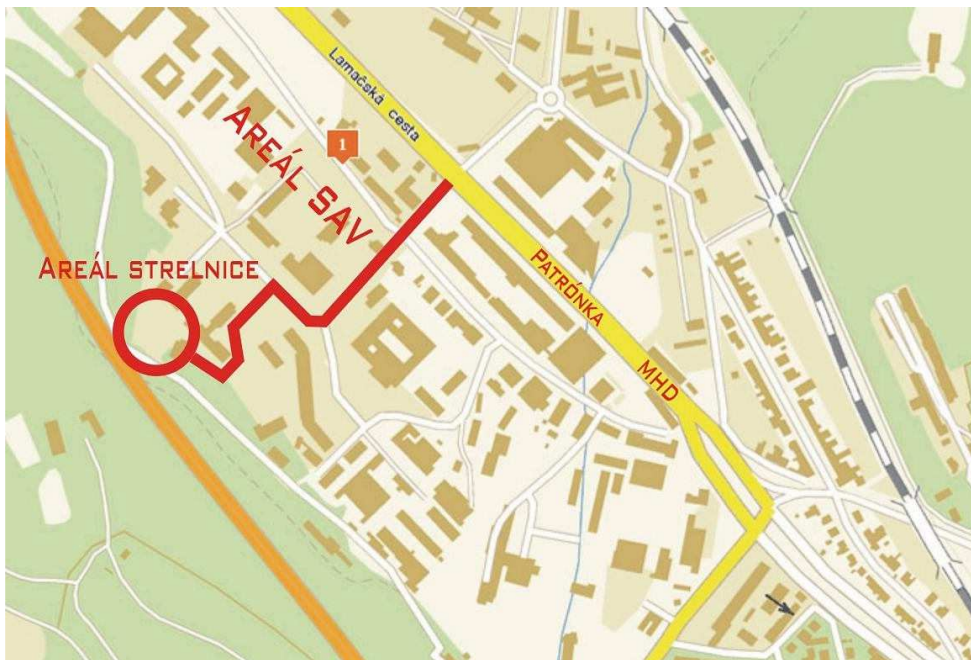 Lamačská cesta
1
AREÁL SAV
AREÁL STRELNICE
PATRÓNKA
MHD